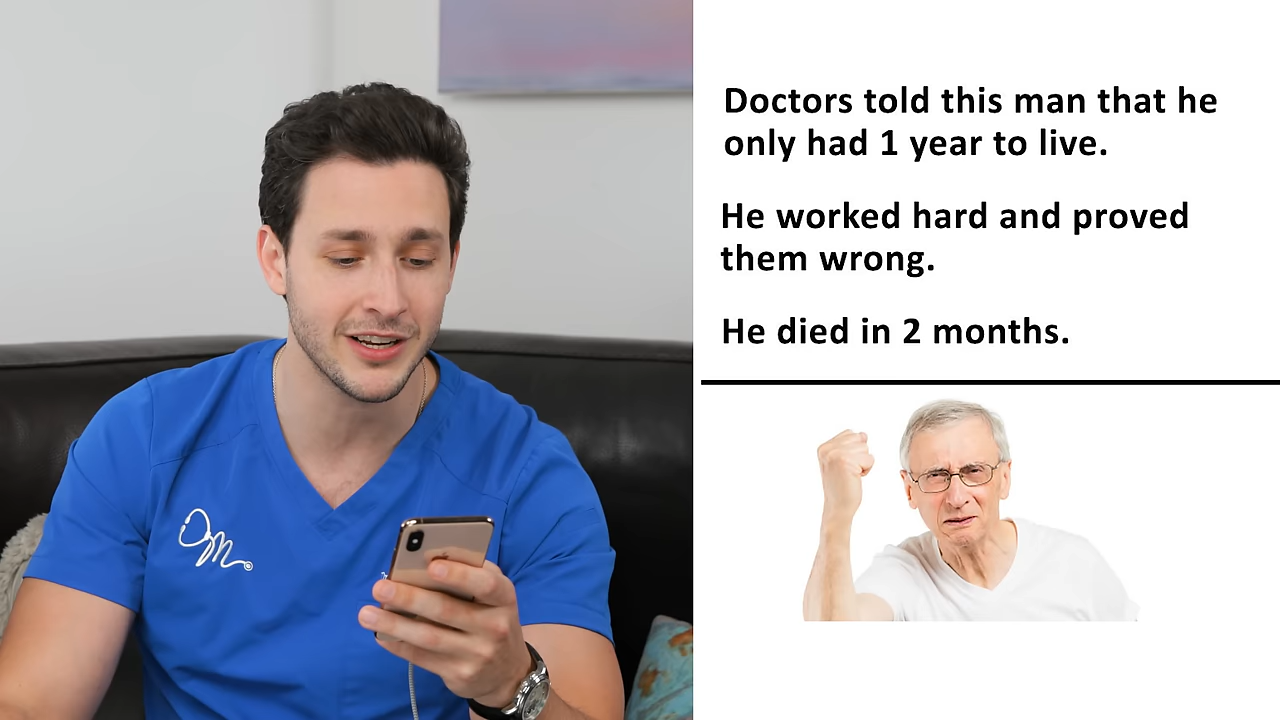 Doctors told this man that he
only had 1 year to live.
He worked hard and proved
them wrong.
He died in 2 months.